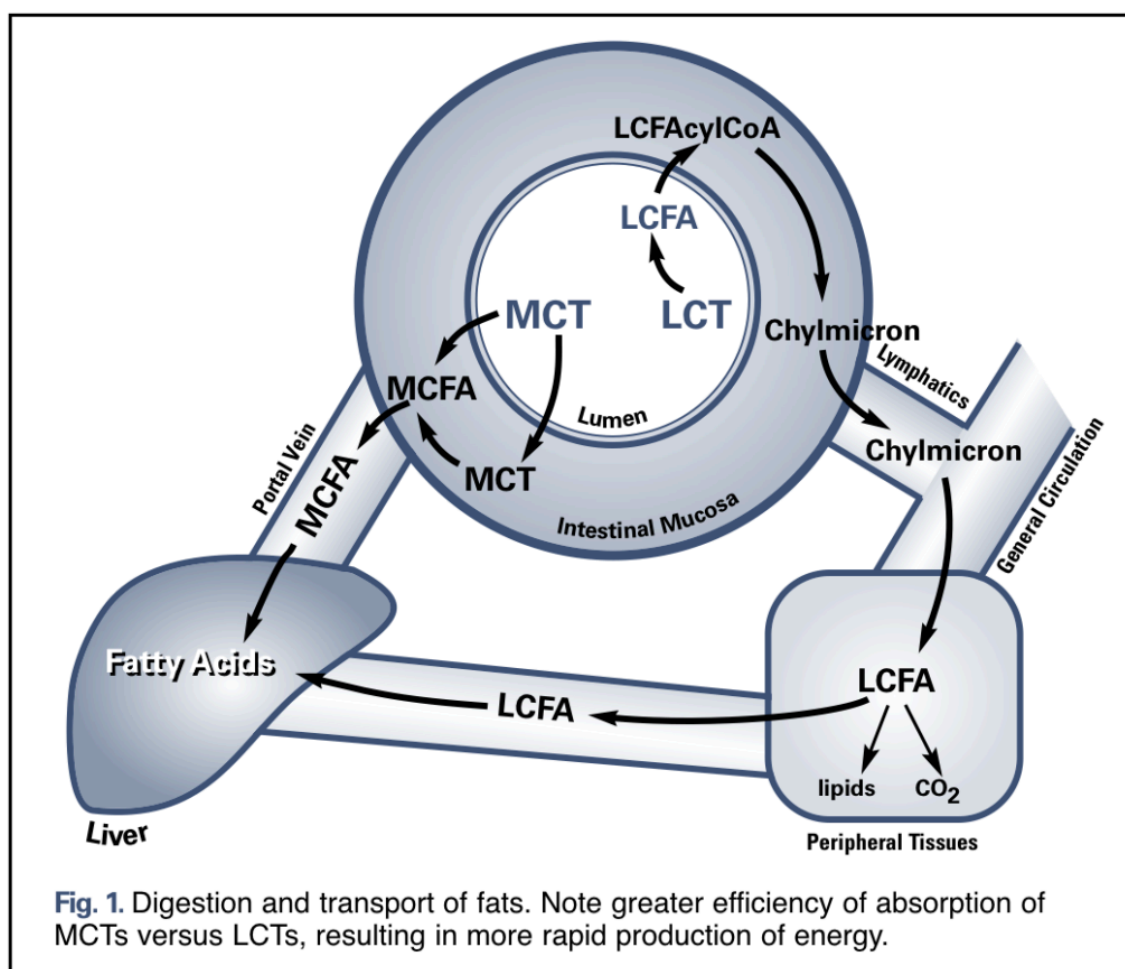 LCFAcylCoA
LCFA
MCT
LCT
Chylmicron
MCFA
Lumen
Lymphatics
MCT
Chylmicron
Portal Vein
MCFA
Intestinal Mucosa
General Circulation
Fatty Acids
LCFA
LCFA
lipids
CO₂
Liver
Peripheral Tissues
Fig. 1. Digestion and transport of fats. Note greater efficiency of absorption of
MCTs versus LCTs, resulting in more rapid production of energy.